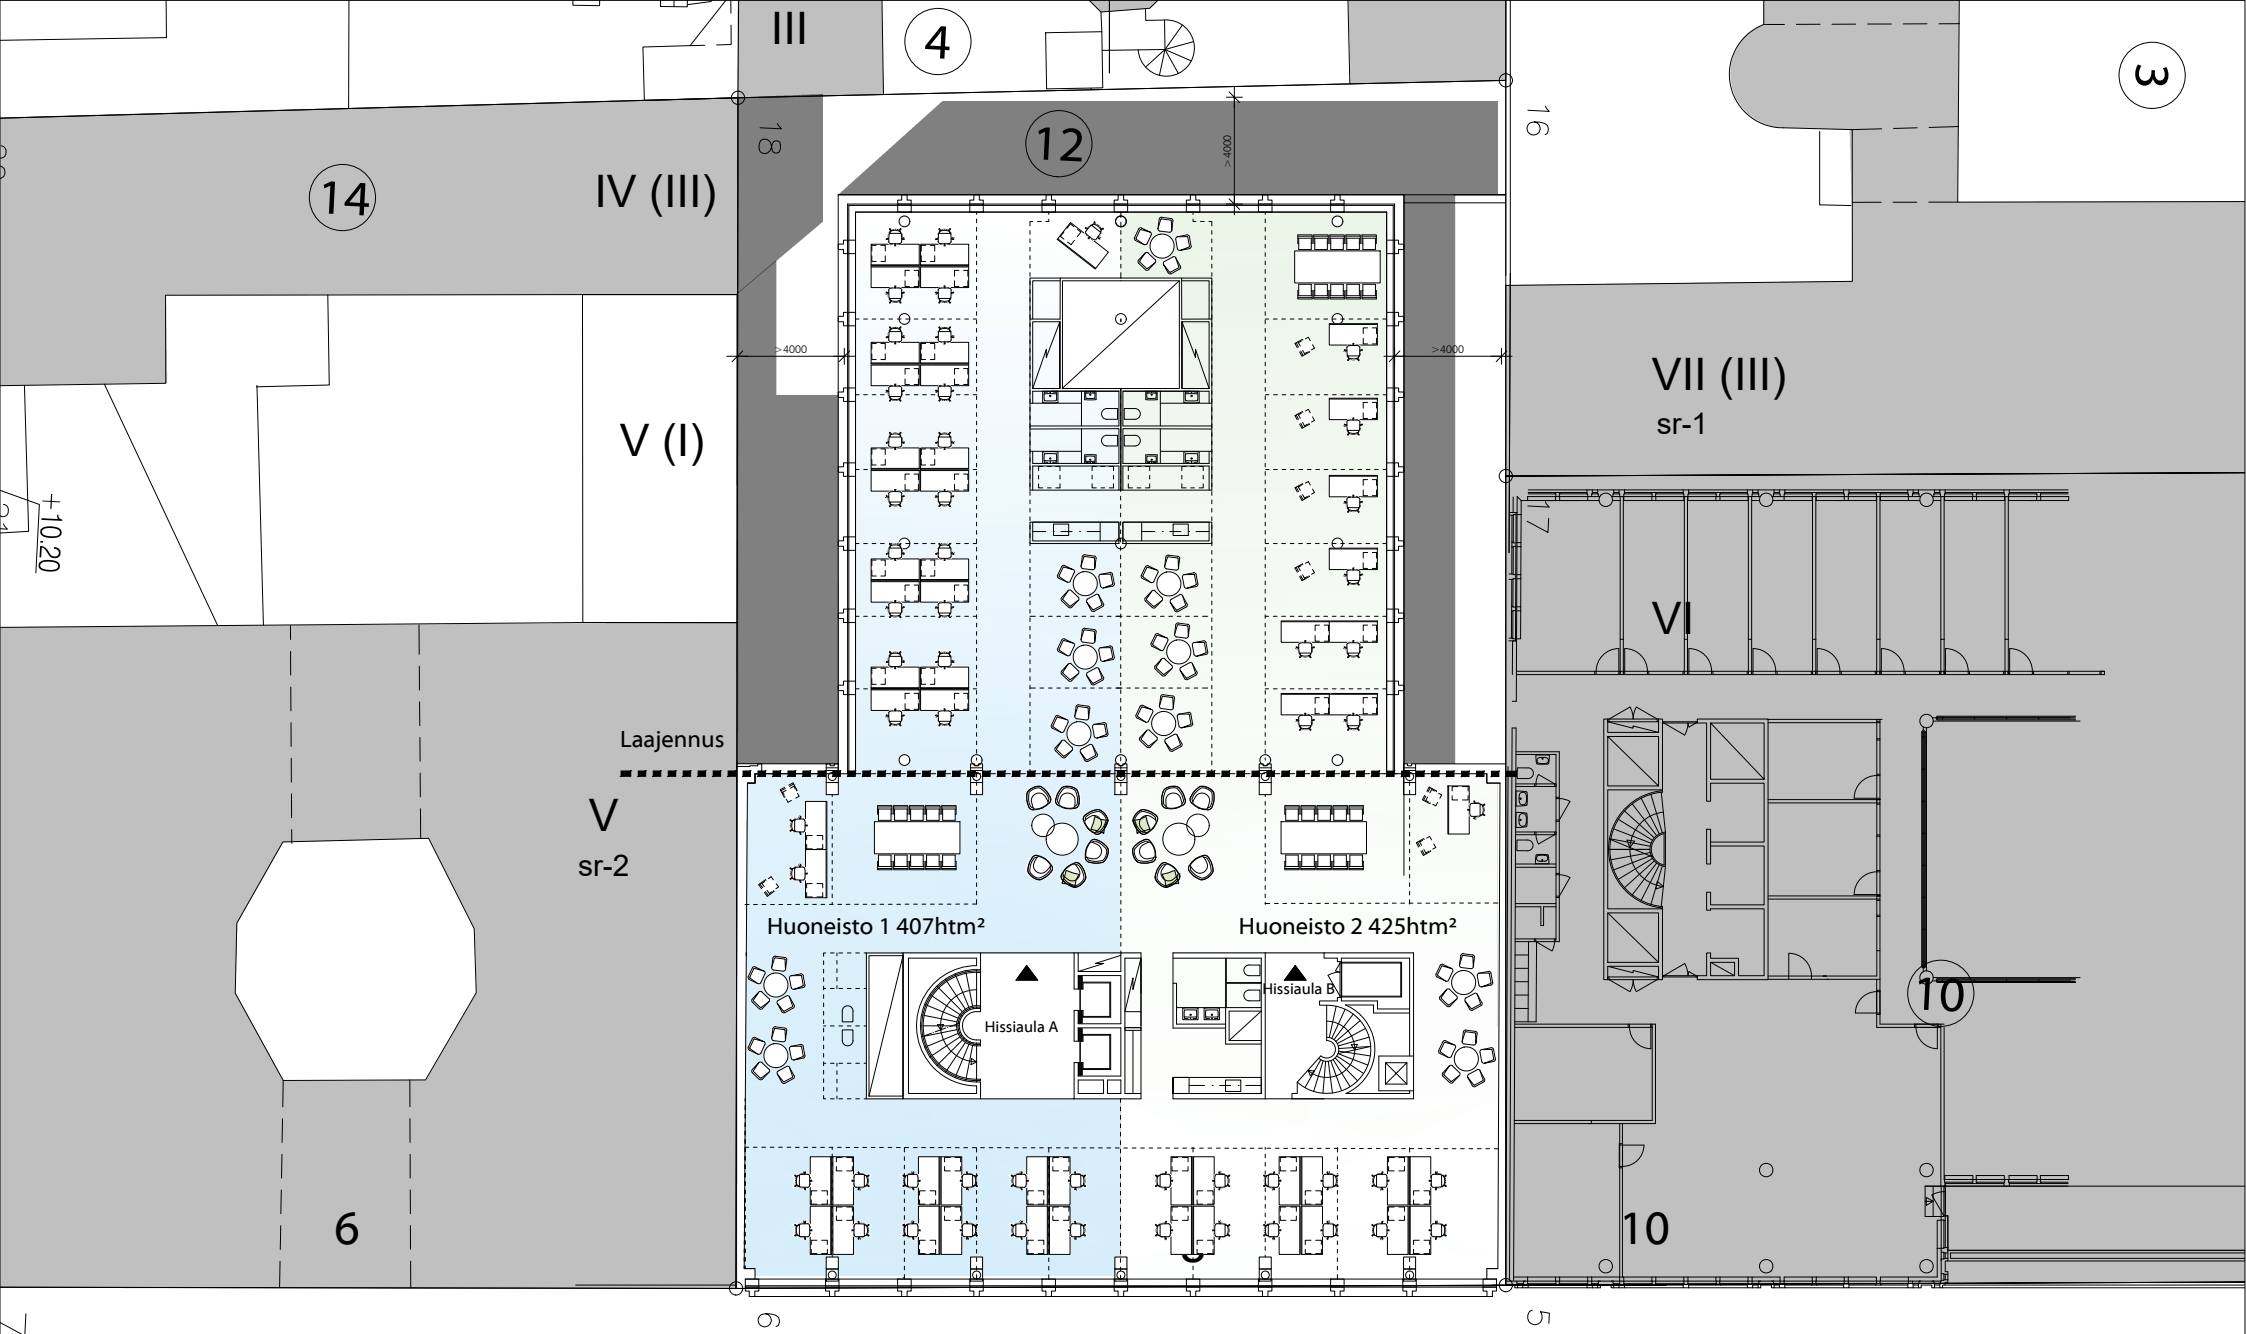 III
4
3
18
12
>4000
16
14
IV (III)
>4000
>4000
VII (III)
sr-1
V (I)
+10.20
17
VI
Laajennus
V
sr-2
Huoneisto 1 407htm²
Huoneisto 2 425htm²
Hissiaula B
Hissiaula A
10
6
10
6
5